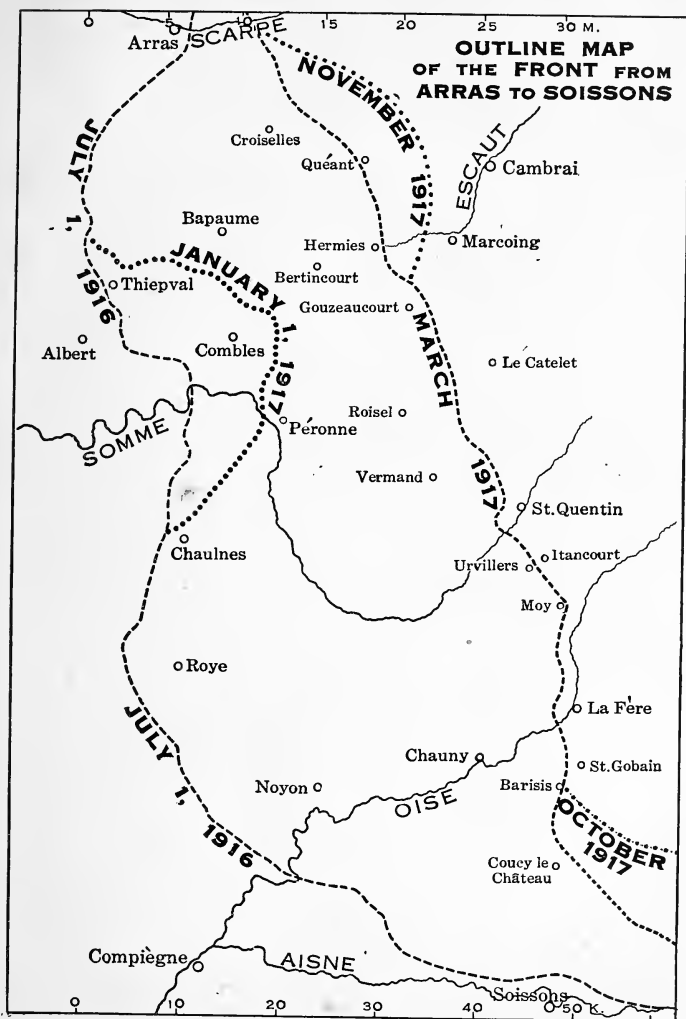 0 5 10 15 20 25 30 M.
OUTLINE MAP
OF THE FRONT FROM
ARRAS TO SOISSONS
Arras
SCARPE
NOVEMBER 1917
JULY 1, 1916
Croiselles
Quéant
ESCAUT
Cambrai
Bapaume
Hermies
Marcoing
JANUARY 1, 1917
Bertincourt
Thiepval
Gouzeaucourt
MARCH 1917
Albert
Combles
Le Catelet
SOMME
Péronne
Roisel
Vermand
St. Quentin
Chaulnes
Itancourt
Urvillers
Moy
Roye
JULY 1, 1916
La Fère
Chauny
St. Gobain
Noyon
OISE
Barisis
OCTOBER
1917
Coucy le
Château
Compiègne
AISNE
Soissons
0 10 20 30 40 50 K.